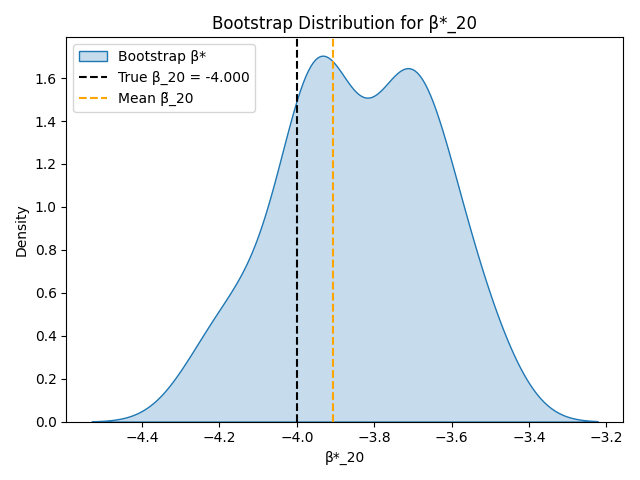 Bootstrap Distribution for β*_20
Bootstrap β*
True β_20 = -4.000
Mean β̂_20
Density
1.6
1.4
1.2
1.0
0.8
0.6
0.4
0.2
0.0
−4.4
−4.2
−4.0
−3.8
−3.6
−3.4
−3.2
β*_20